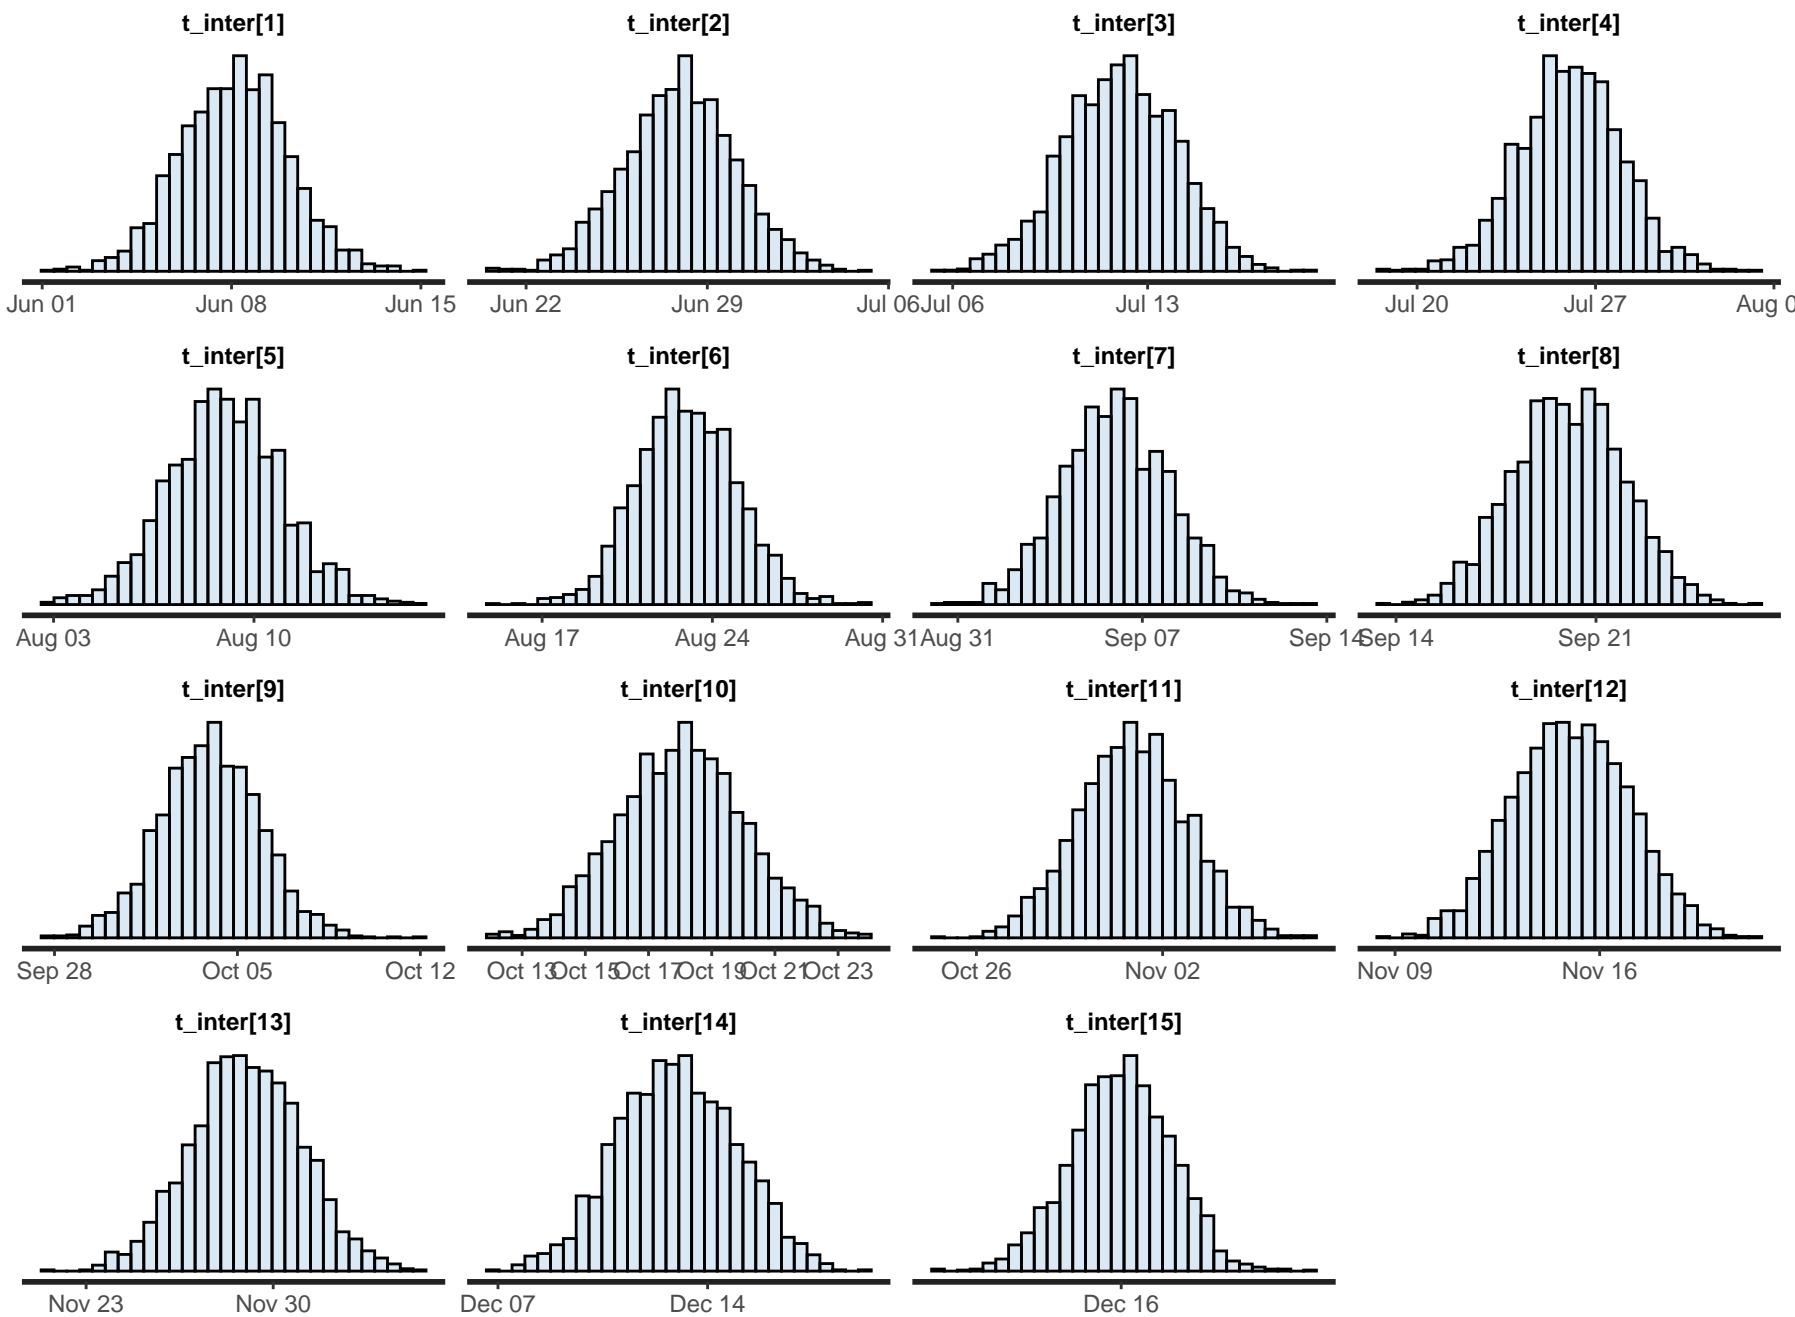 t_inter[1] t_inter[2] t_inter[3] t_inter[4]
Jun 01 Jun 08 Jun 15 Jun 22 Jun 29 Jul 06 Jul 06 Jul 13 Jul 20 Jul 27 Aug 0
t_inter[5] t_inter[6] t_inter[7] t_inter[8]
Aug 03 Aug 10 Aug 17 Aug 24 Aug 31 Aug 31 Sep 07 Sep 14 Sep 14 Sep 21
t_inter[9] t_inter[10] t_inter[11] t_inter[12]
Sep 28 Oct 05 Oct 12 Oct 13 Oct 15 Oct 17 Oct 19 Oct 21 Oct 23 Oct 26 Nov 02 Nov 09 Nov 16
t_inter[13] t_inter[14] t_inter[15]
Nov 23 Nov 30 Dec 07 Dec 14 Dec 16